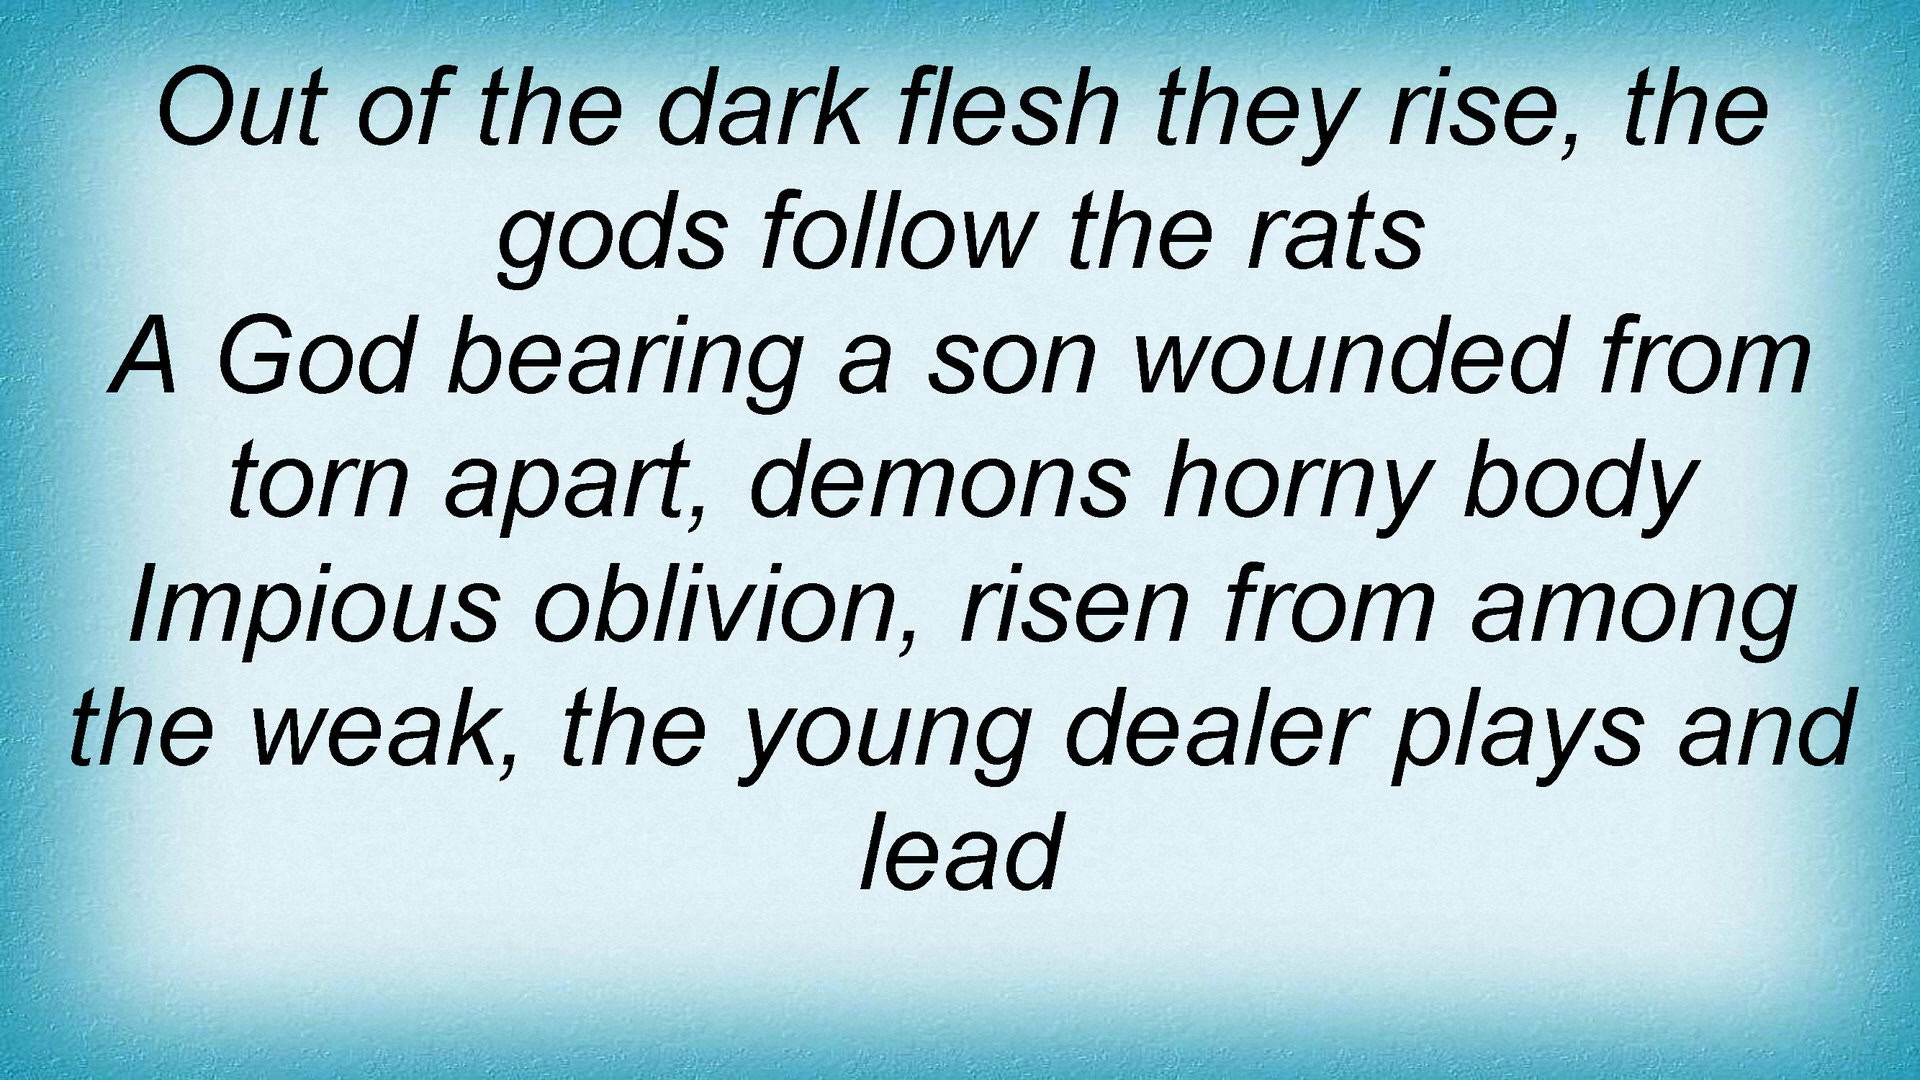 Out of the dark flesh they rise, the
gods follow the rats
A God bearing a son wounded from
torn apart, demons horny body
Impious oblivion, risen from among
the weak, the young dealer plays and
lead